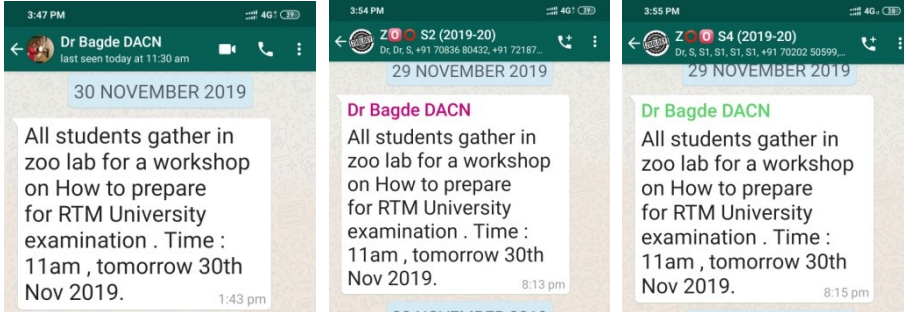 3:47 PM
4G+ 39
Dr Bagde DACN
last seen today at 11:30 am
30 NOVEMBER 2019
All students gather in
zoo lab for a workshop
on How to prepare
for RTM University
examination . Time :
11am , tomorrow 30th
Nov 2019.
1:43 pm
3:54 PM
4G+ 39
Z⭕🅾️⭕ S2 (2019-20)
Dr, Dr, S, +91 70836 80432, +91 72187...
29 NOVEMBER 2019
Dr Bagde DACN
All students gather in
zoo lab for a workshop
on How to prepare
for RTM University
examination . Time :
11am , tomorrow 30th
Nov 2019.
8:13 pm
3:55 PM
4G 38
Z⭕🅾️ S4 (2019-20)
Dr, S, S1, S1, S1, S1, +91 70202 50599,...
29 NOVEMBER 2019
Dr Bagde DACN
All students gather in
zoo lab for a workshop
on How to prepare
for RTM University
examination . Time :
11am , tomorrow 30th
Nov 2019.
8:15 pm